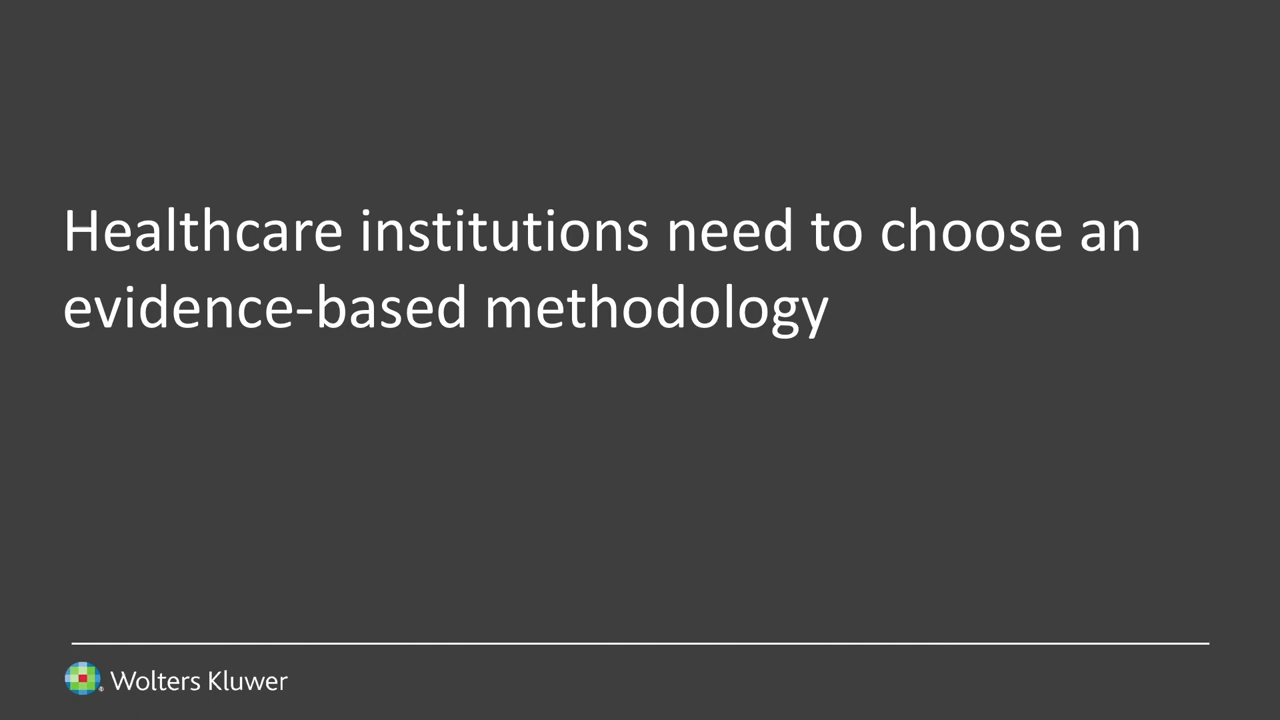 Healthcare institutions need to choose an
evidence-based methodology
Wolters Kluwer